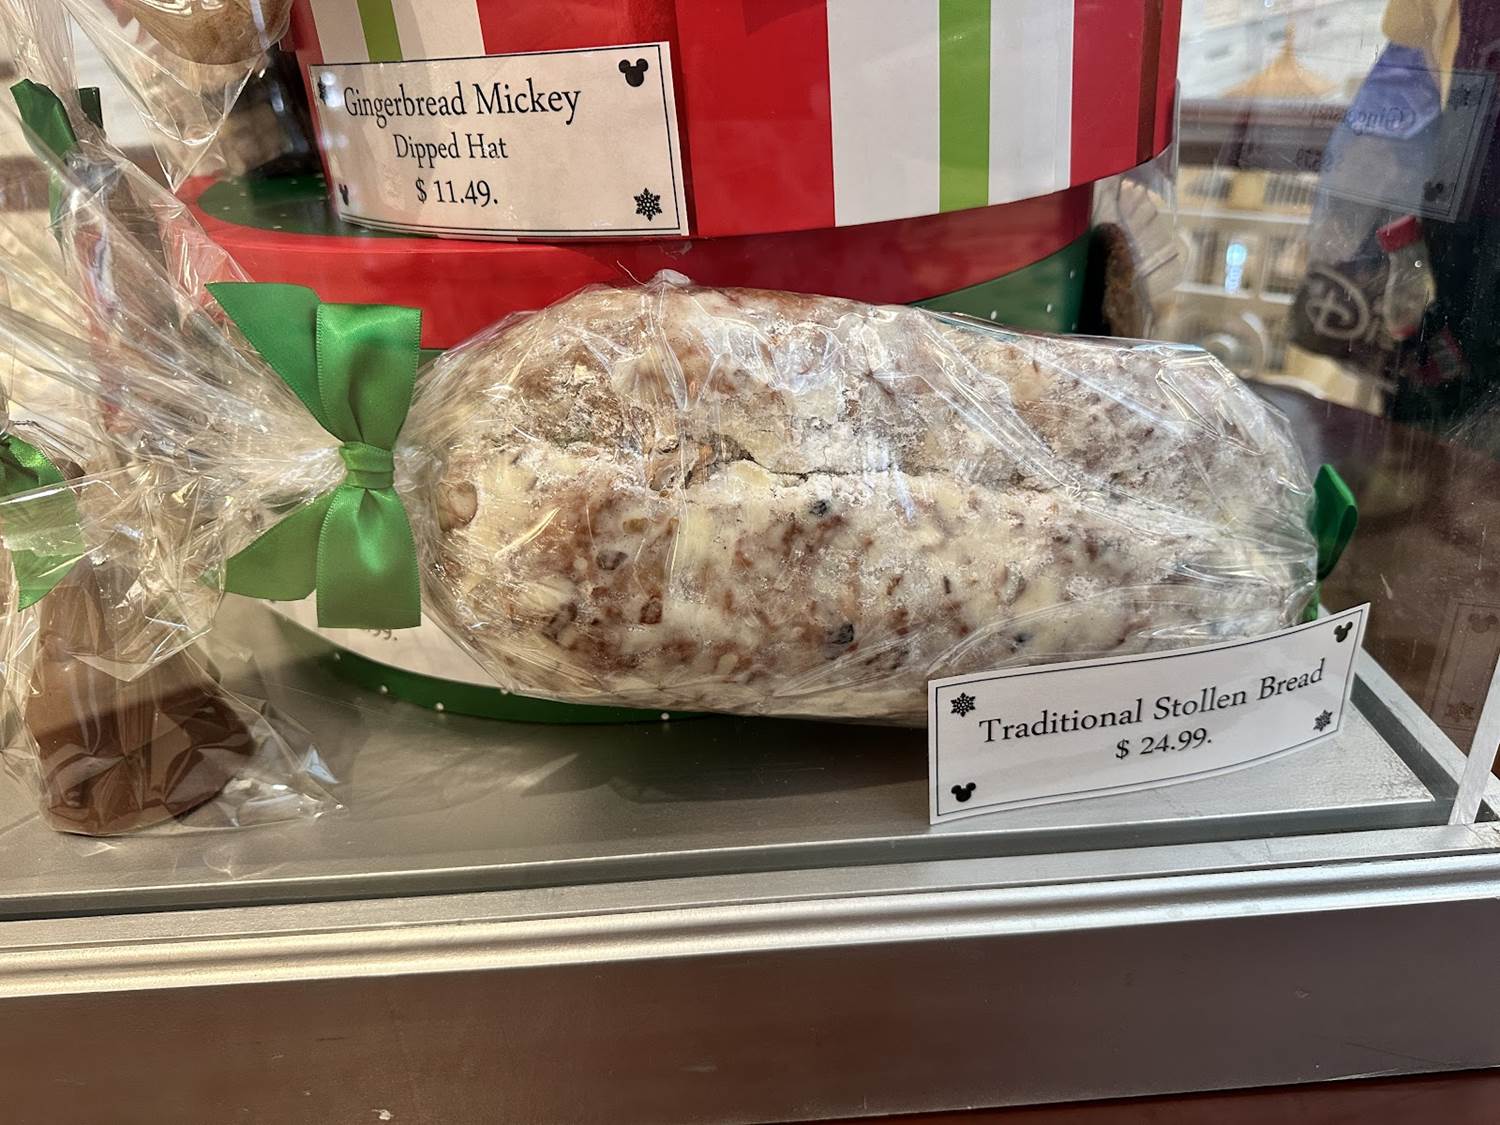 Gingerbread Mickey
Dipped Hat
$ 11.49.
Traditional Stollen Bread
$ 24.99.